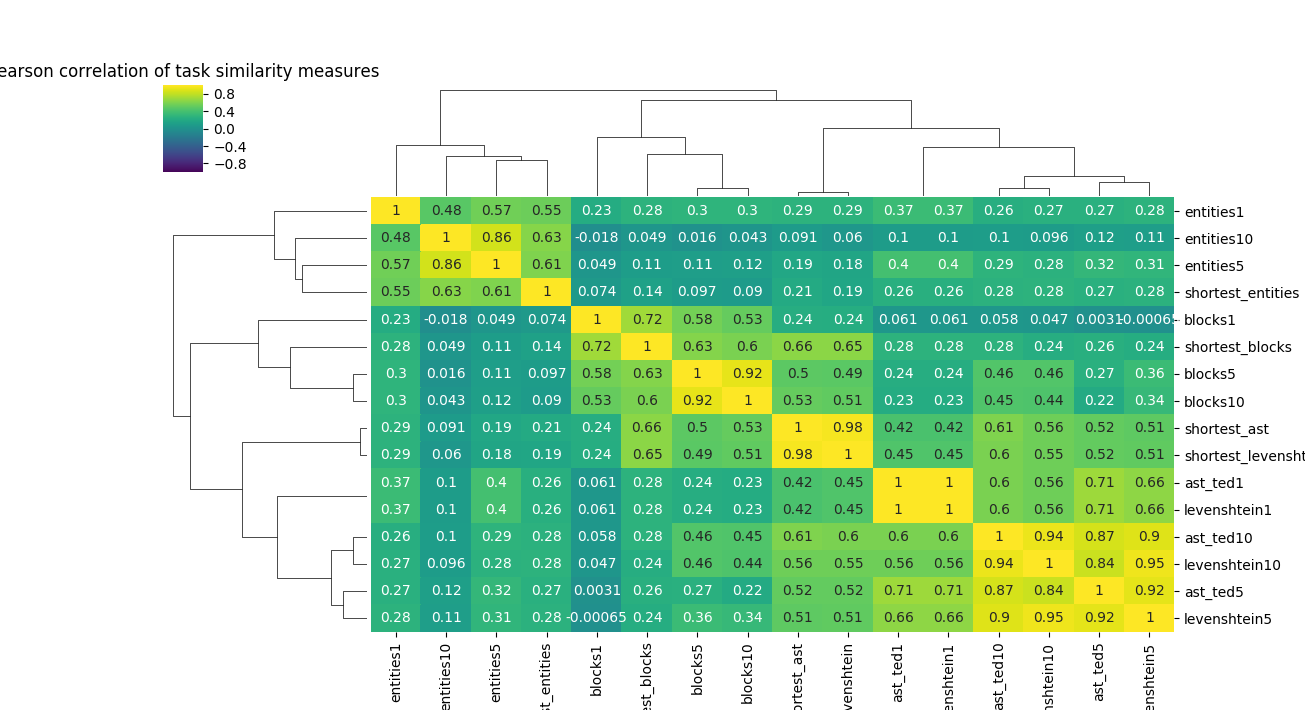 earson correlation of task similarity measures
0.8
0.4
0.0
−0.4
−0.8
1 0.48 0.57 0.55 0.23 0.28 0.3 0.3 0.29 0.29 0.37 0.37 0.26 0.27 0.27 0.28 entities1
0.48 1 0.86 0.63 -0.018 0.049 0.016 0.043 0.091 0.06 0.1 0.1 0.1 0.096 0.12 0.11 entities10
0.57 0.86 1 0.61 0.049 0.11 0.11 0.12 0.19 0.18 0.4 0.4 0.29 0.28 0.32 0.31 entities5
0.55 0.63 0.61 1 0.074 0.14 0.097 0.09 0.21 0.19 0.26 0.26 0.28 0.28 0.27 0.28 shortest_entities
0.23 -0.018 0.049 0.074 1 0.72 0.58 0.53 0.24 0.24 0.061 0.061 0.058 0.047 0.0031 -0.00065 blocks1
0.28 0.049 0.11 0.14 0.72 1 0.63 0.6 0.66 0.65 0.28 0.28 0.28 0.24 0.26 0.24 shortest_blocks
0.3 0.016 0.11 0.097 0.58 0.63 1 0.92 0.5 0.49 0.24 0.24 0.46 0.46 0.27 0.36 blocks5
0.3 0.043 0.12 0.09 0.53 0.6 0.92 1 0.53 0.51 0.23 0.23 0.45 0.44 0.22 0.34 blocks10
0.29 0.091 0.19 0.21 0.24 0.66 0.5 0.53 1 0.98 0.42 0.42 0.61 0.56 0.52 0.51 shortest_ast
0.29 0.06 0.18 0.19 0.24 0.65 0.49 0.51 0.98 1 0.45 0.45 0.6 0.55 0.52 0.51 shortest_levensht
0.37 0.1 0.4 0.26 0.061 0.28 0.24 0.23 0.42 0.45 1 1 0.6 0.56 0.71 0.66 ast_ted1
0.37 0.1 0.4 0.26 0.061 0.28 0.24 0.23 0.42 0.45 1 1 0.6 0.56 0.71 0.66 levenshtein1
0.26 0.1 0.29 0.28 0.058 0.28 0.46 0.45 0.61 0.6 0.6 0.6 1 0.94 0.87 0.9 ast_ted10
0.27 0.096 0.28 0.28 0.047 0.24 0.46 0.44 0.56 0.55 0.56 0.56 0.94 1 0.84 0.95 levenshtein10
0.27 0.12 0.32 0.27 0.0031 0.26 0.27 0.22 0.52 0.52 0.71 0.71 0.87 0.84 1 0.92 ast_ted5
0.28 0.11 0.31 0.28 -0.00065 0.24 0.36 0.34 0.51 0.51 0.66 0.66 0.9 0.95 0.92 1 levenshtein5
entities1
entities10
entities5
st_entities
blocks1
est_blocks
blocks5
blocks10
ortest_ast
venshtein
ast_ted1
enshtein1
ast_ted10
nshtein10
ast_ted5
enshtein5